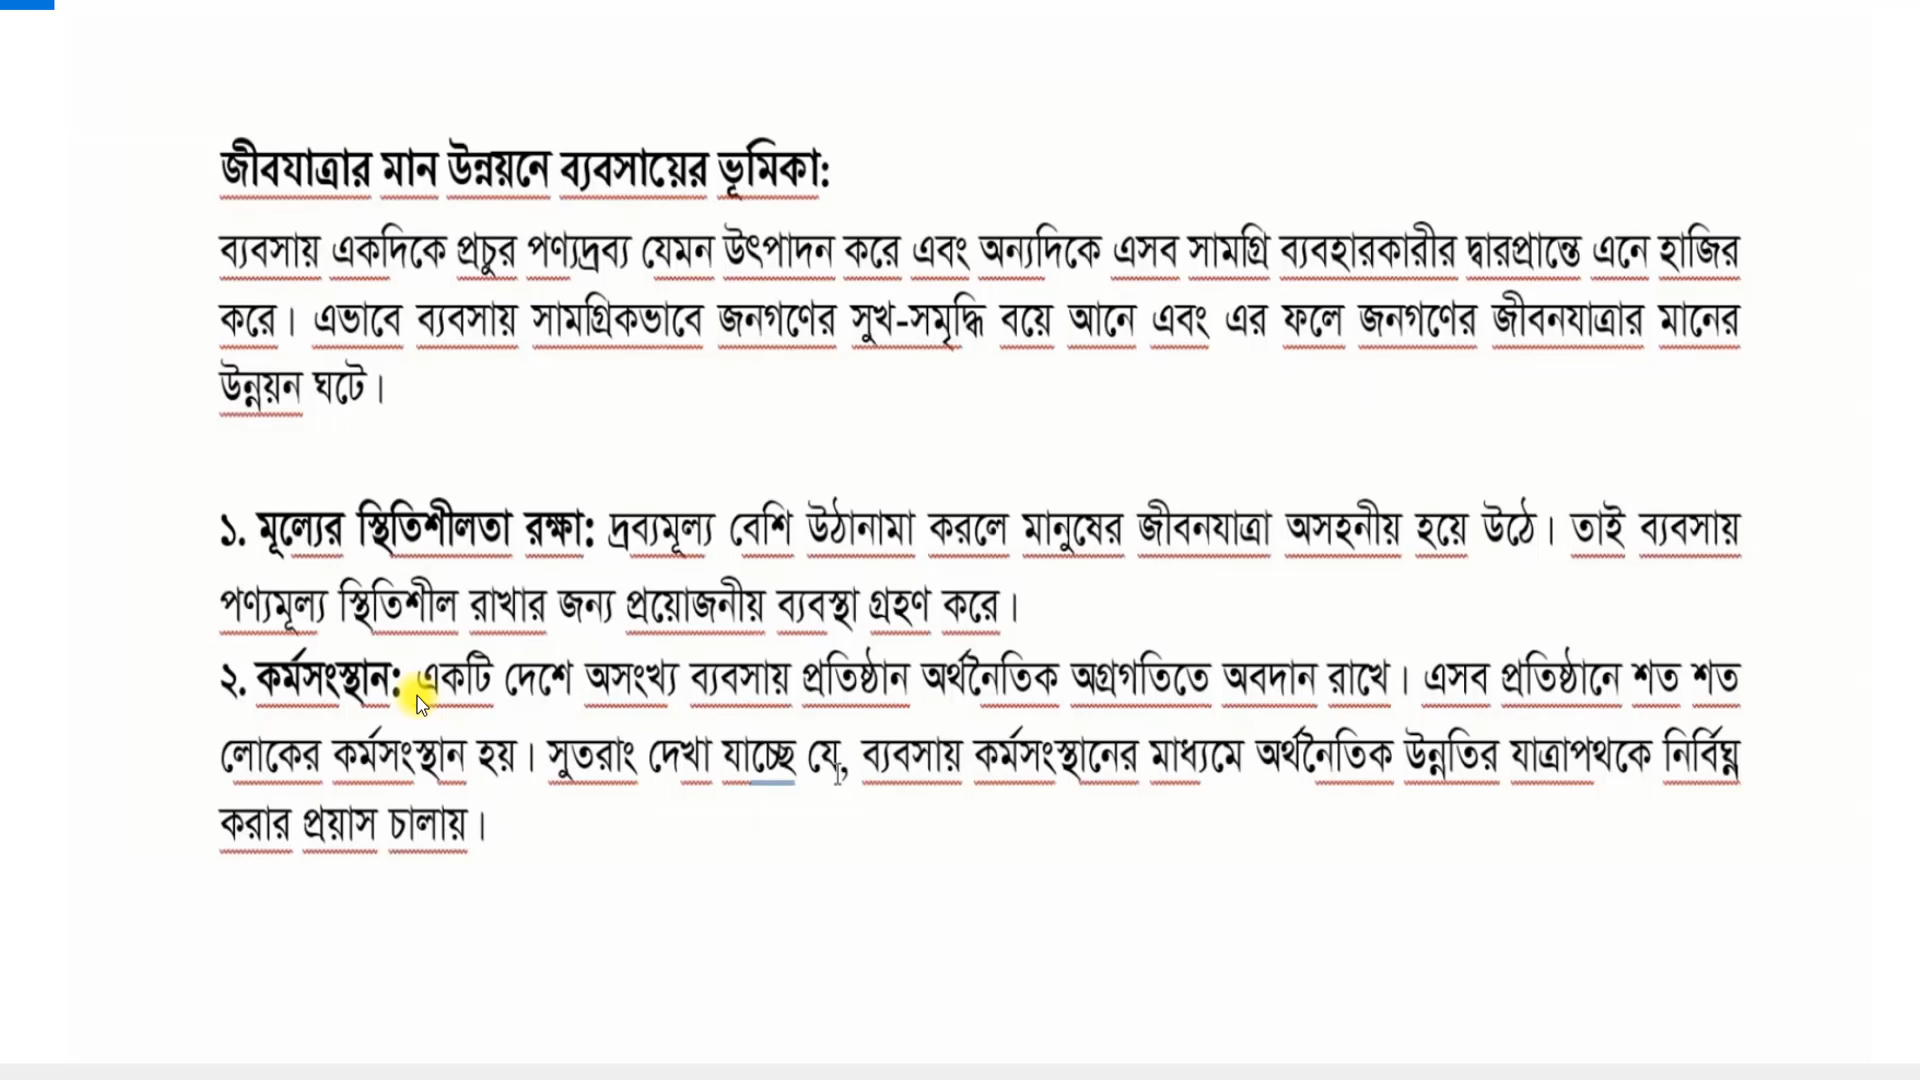 জীবযাত্রার মান উন্নয়নে ব্যবসায়ের ভূমিকা:
ব্যবসায় একদিকে প্রচুর পণ্যদ্রব্য যেমন উৎপাদন করে এবং অন্যদিকে এসব সামগ্রি ব্যবহারকারীর দ্বারপ্রান্তে এনে হাজির
করে। এভাবে ব্যবসায় সামগ্রিকভাবে জনগণের সুখ-সমৃদ্ধি বয়ে আনে এবং এর ফলে জনগণের জীবনযাত্রার মানের
উন্নয়ন ঘটে।
১. মূল্যের স্থিতিশীলতা রক্ষা: দ্রব্যমূল্য বেশি উঠানামা করলে মানুষের জীবনযাত্রা অসহনীয় হয়ে উঠে। তাই ব্যবসায়
পণ্যমূল্য স্থিতিশীল রাখার জন্য প্রয়োজনীয় ব্যবস্থা গ্রহণ করে।
২. কর্মসংস্থান: একটি দেশে অসংখ্য ব্যবসায় প্রতিষ্ঠান অর্থনৈতিক অগ্রগতিতে অবদান রাখে। এসব প্রতিষ্ঠানে শত শত
লোকের কর্মসংস্থান হয়। সুতরাং দেখা যাচ্ছে যে, ব্যবসায় কর্মসংস্থানের মাধ্যমে অর্থনৈতিক উন্নতির যাত্রাপথকে নির্বিঘ্ন
করার প্রয়াস চালায়।